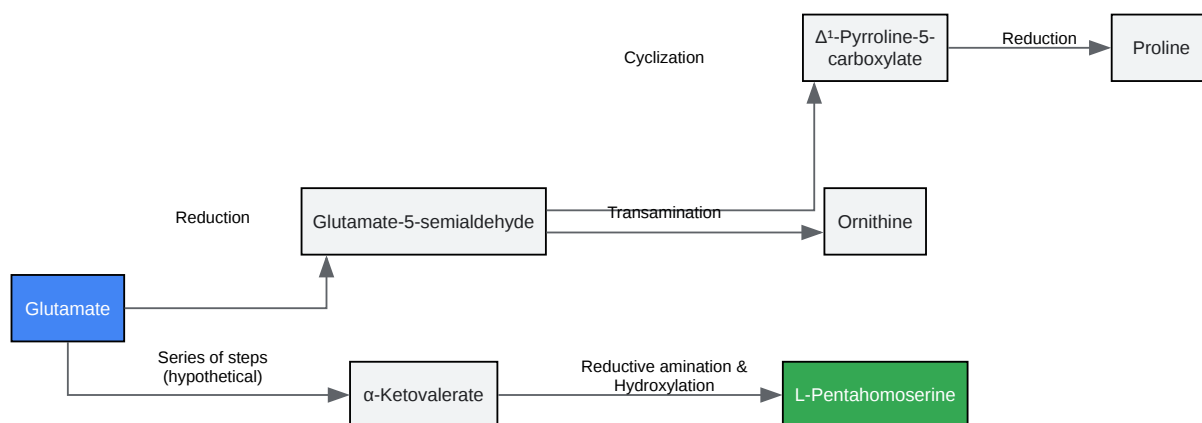 Δ¹-Pyrroline-5-
carboxylate
Reduction
Proline
Cyclization
Reduction
Glutamate-5-semialdehyde
Transamination
Ornithine
Glutamate
Series of steps
(hypothetical)
α-Ketovalerate
Reductive amination &
Hydroxylation
L-Pentahomoserine